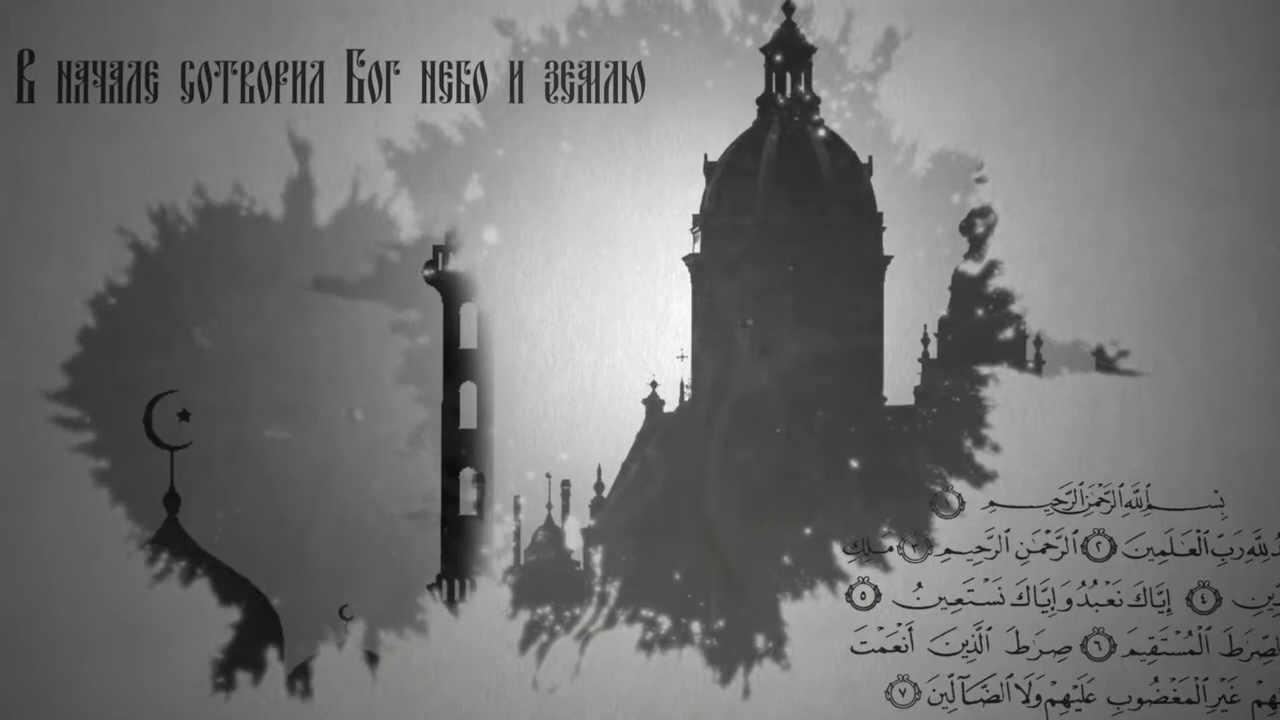 В начале сотворил Бог небо и землю
بِسْمِ ٱللَّهِ ٱلرَّحْمَٰنِ ٱلرَّحِيمِ ١
لِلَّهِ رَبِّ ٱلْعَٰلَمِينَ ٢ ٱلرَّحْمَٰنِ ٱلرَّحِيمِ ٣ مَٰلِكِ
إِيَّاكَ نَعْبُدُ وَإِيَّاكَ نَسْتَعِينُ ٥
ٱلصِّرَٰطَ ٱلْمُسْتَقِيمَ ٦ صِرَٰطَ ٱلَّذِينَ أَنْعَمْتَ
غَيْرِ ٱلْمَغْضُوبِ عَلَيْهِمْ وَلَا ٱلضَّآلِّينَ ٧